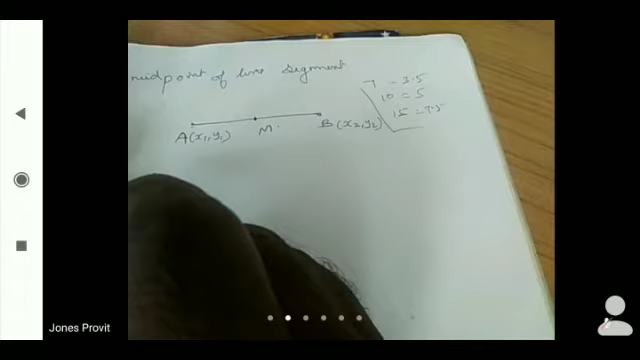 midpoint of line segment
7 = 3.5
10 = 5
15 = 7.5
A(x₁,y₁) M B(x₂,y₂)
Jones Provit